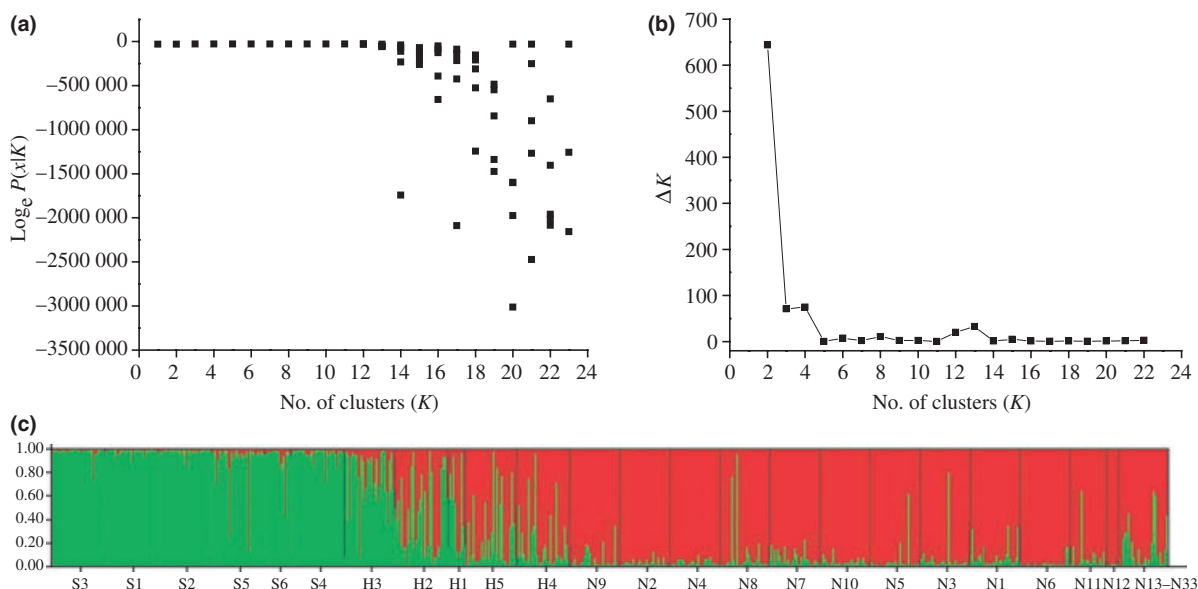 (a)
0
−500 000
−1000 000
−1500 000
−2000 000
−2500 000
−3000 000
−3500 000
Loge P(x|K)
0 2 4 6 8 10 12 14 16 18 20 22 24
No. of clusters (K)
(b)
700
600
500
400
300
200
100
0
ΔK
0 2 4 6 8 10 12 14 16 18 20 22 24
No. of clusters (K)
(c)
1.00
0.80
0.60
0.40
0.20
0.00
S3 S1 S2 S5 S6 S4 H3 H2 H1 H5 H4 N9 N2 N4 N8 N7 N10 N5 N3 N1 N6 N11 N12 N13–N33